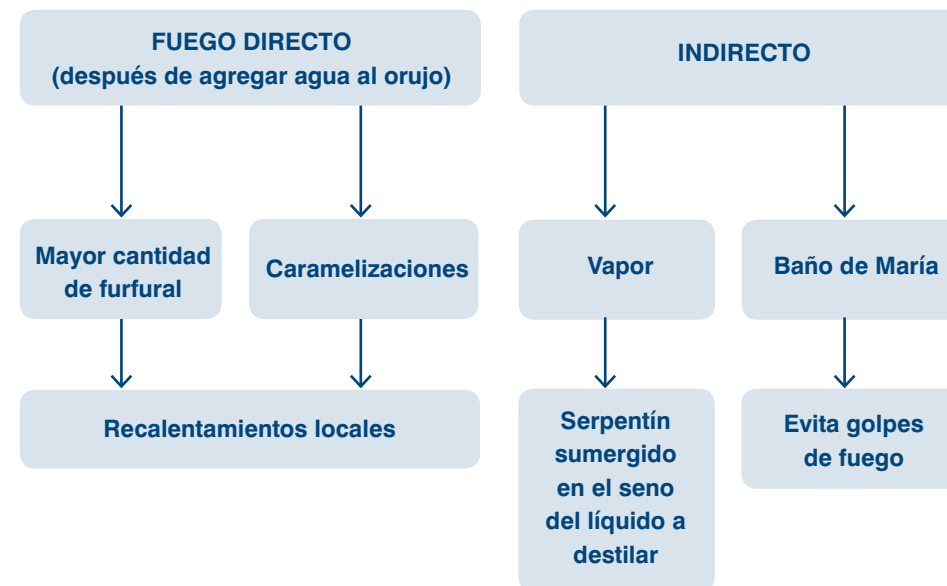 FUEGO DIRECTO
(después de agregar agua al orujo)
INDIRECTO
Mayor cantidad
de furfural
Caramelizaciones
Vapor
Baño de María
Recalentamientos locales
Serpentín
sumergido
en el seno
del líquido a
destilar
Evita golpes
de fuego